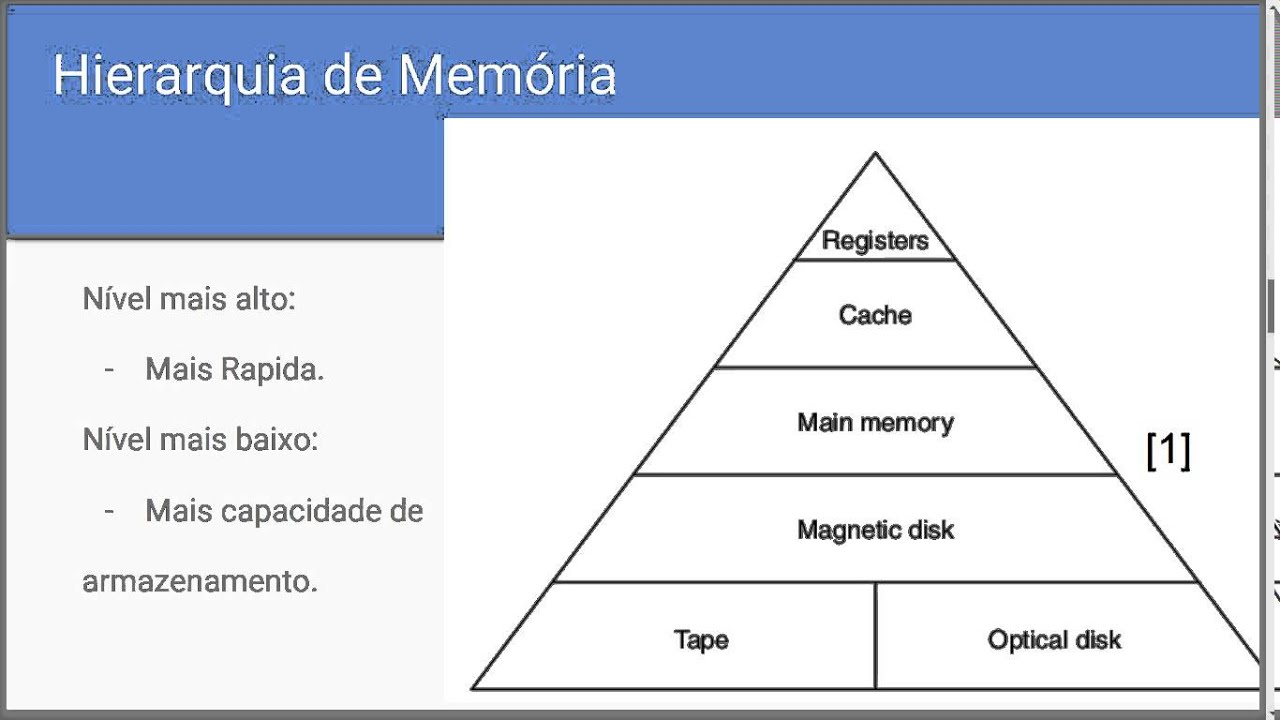 Hierarquia de Memória
Nível mais alto:
- Mais Rapida.
Nível mais baixo:
- Mais capacidade de
armazenamento.
Registers
Cache
Main memory
[1]
Magnetic disk
Tape
Optical disk